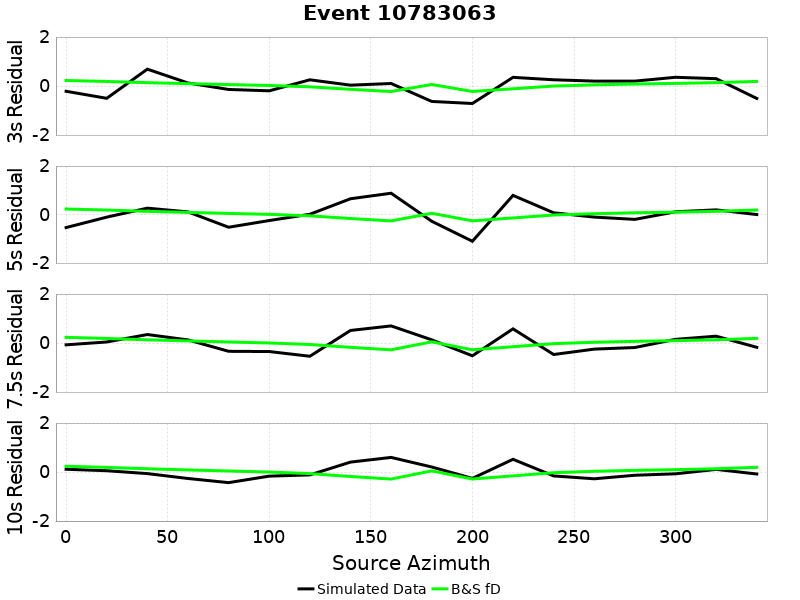 Event 10783063
3s Residual
2
0
-2
5s Residual
2
0
-2
7.5s Residual
2
0
-2
10s Residual
2
0
-2
0 50 100 150 200 250 300
Source Azimuth
Simulated Data B&S fD